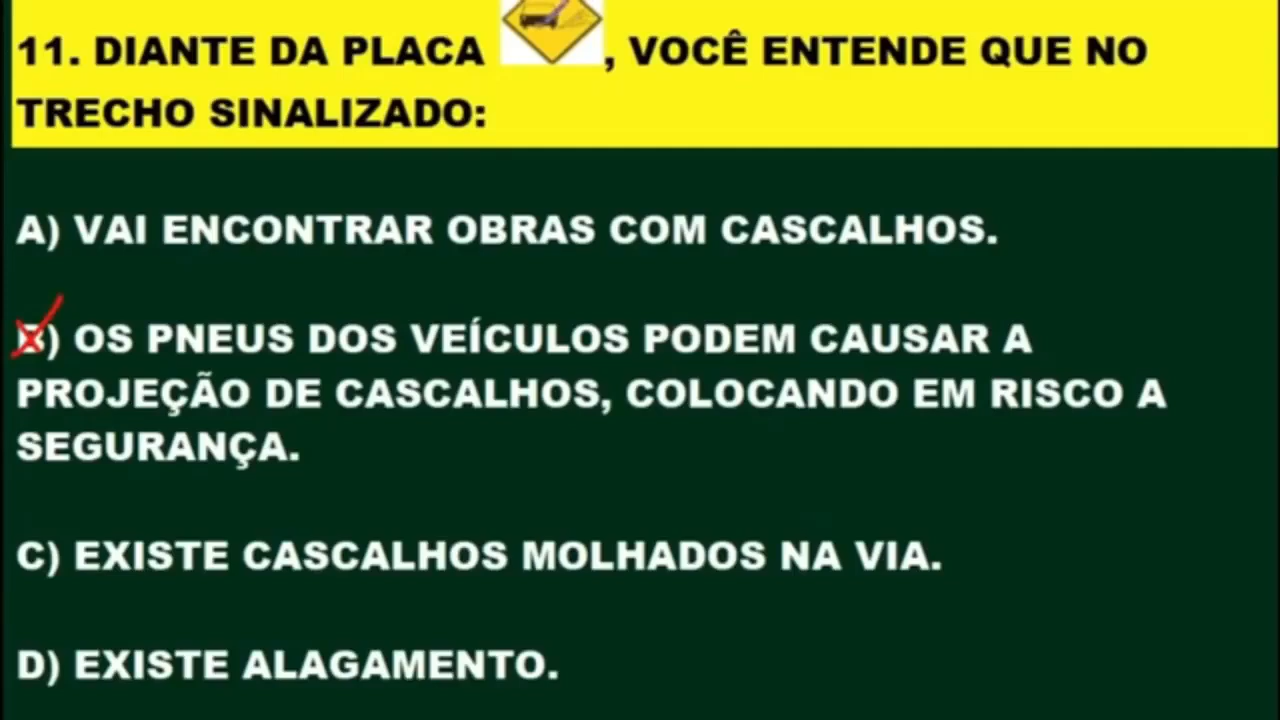 11. DIANTE DA PLACA , VOCÊ ENTENDE QUE NO
TRECHO SINALIZADO:
A) VAI ENCONTRAR OBRAS COM CASCALHOS.
B) OS PNEUS DOS VEÍCULOS PODEM CAUSAR A
PROJEÇÃO DE CASCALHOS, COLOCANDO EM RISCO A
SEGURANÇA.
C) EXISTE CASCALHOS MOLHADOS NA VIA.
D) EXISTE ALAGAMENTO.